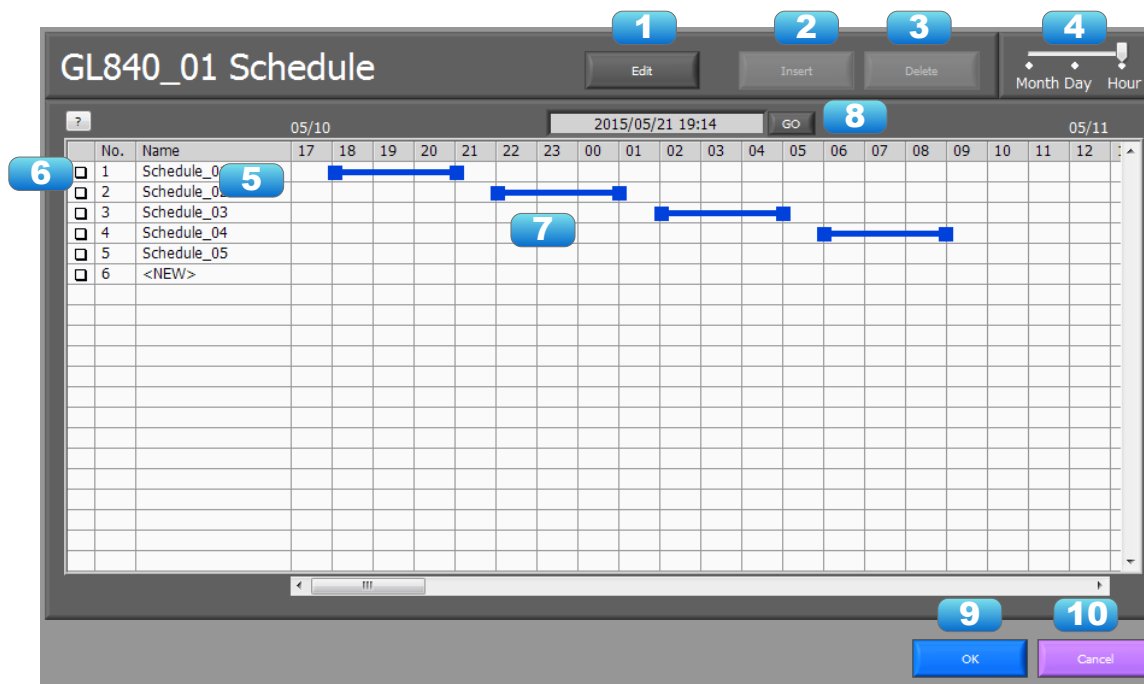 1 2 3 4
GL840_01 Schedule Edit Insert Delete Month Day Hour
? 2015/05/21 19:14 GO 8
05/10 05/11
No. Name 17 18 19 20 21 22 23 00 01 02 03 04 05 06 07 08 09 10 11 12
6 1 Schedule_0 5
2 Schedule_02
3 Schedule_03
7
4 Schedule_04
5 Schedule_05
6 <NEW>
9 10
OK Cancel